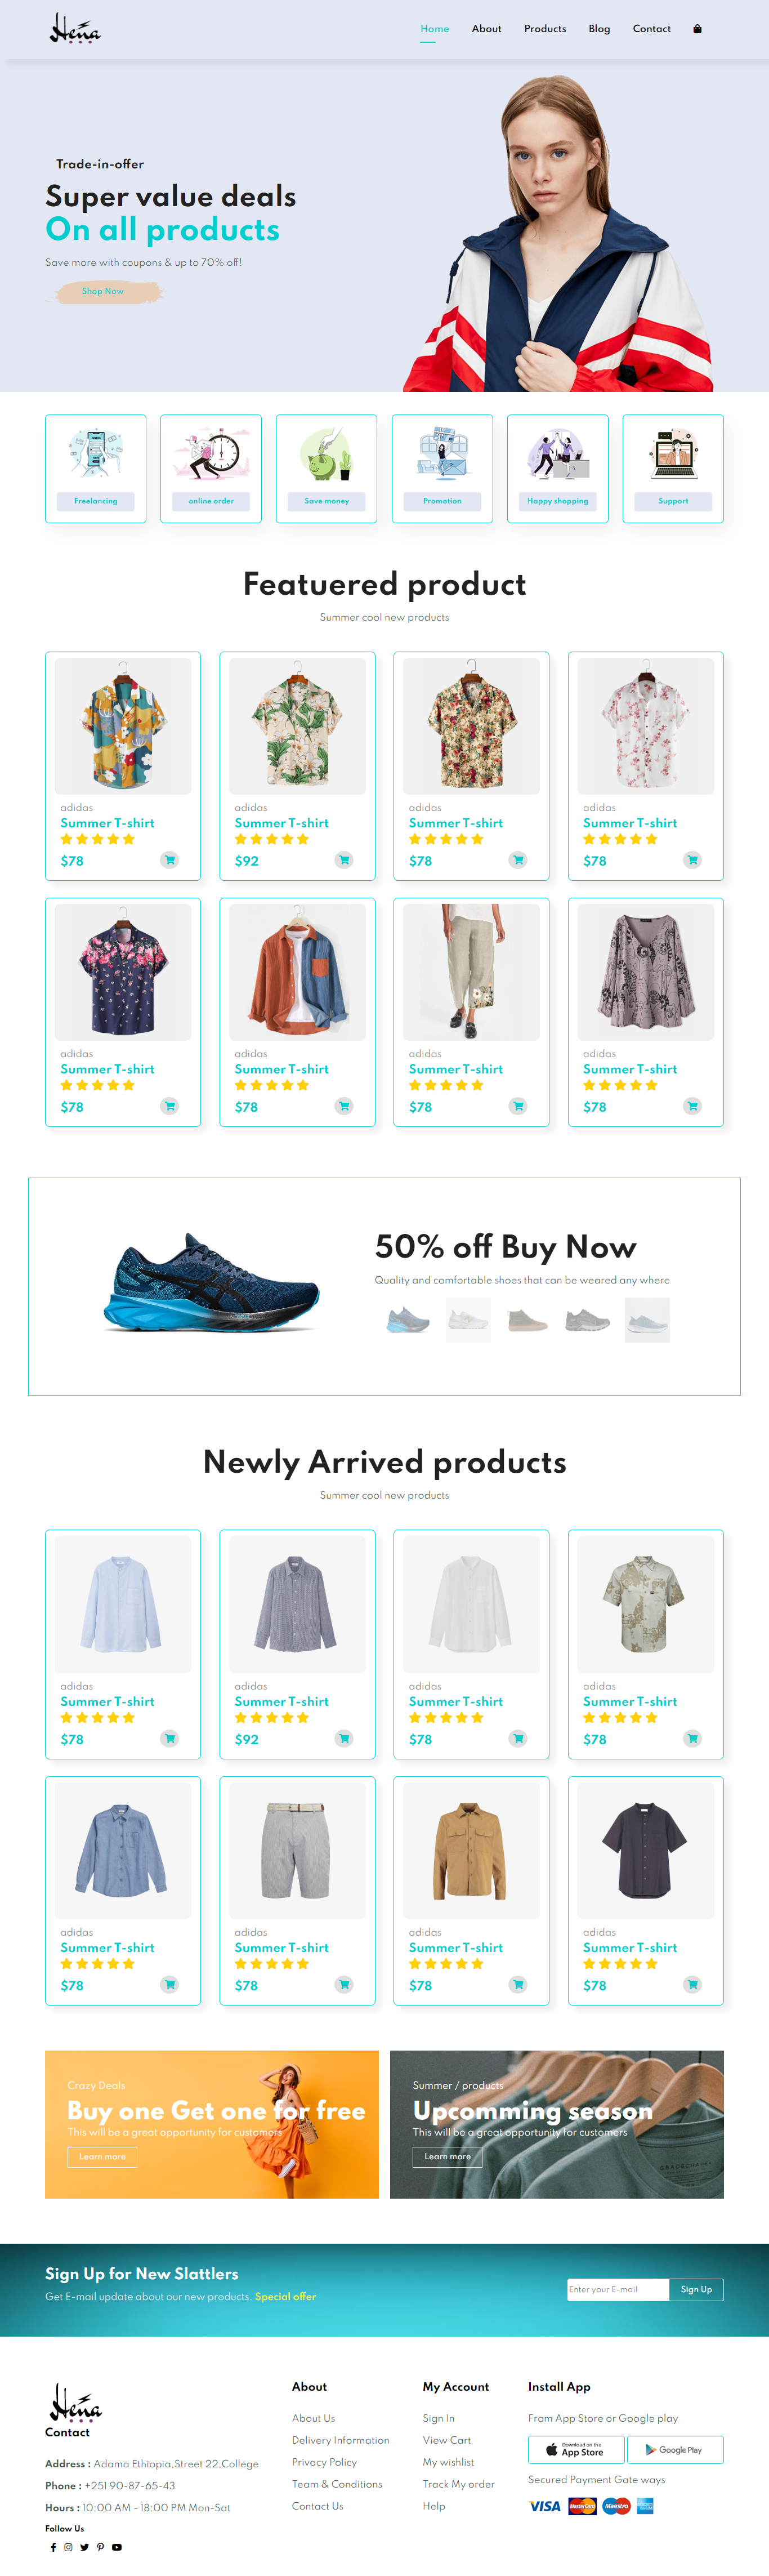 Hena
Home About Products Blog Contact
Trade-in-offer
Super value deals
On all products
Save more with coupons & up to 70% off!
Shop Now
Freelancing
online order
Save money
Promotion
Happy shopping
Support
Featuered product
Summer cool new products
adidas
Summer T-shirt
$78
adidas
Summer T-shirt
$92
adidas
Summer T-shirt
$78
adidas
Summer T-shirt
$78
adidas
Summer T-shirt
$78
adidas
Summer T-shirt
$78
adidas
Summer T-shirt
$78
adidas
Summer T-shirt
$78
50% off Buy Now
Quality and comfortable shoes that can be weared any where
Newly Arrived products
Summer cool new products
adidas
Summer T-shirt
$78
adidas
Summer T-shirt
$92
adidas
Summer T-shirt
$78
adidas
Summer T-shirt
$78
adidas
Summer T-shirt
$78
adidas
Summer T-shirt
$78
adidas
Summer T-shirt
$78
adidas
Summer T-shirt
$78
Crazy Deals
Buy one Get one for free
This will be a great opportunity for customers
Learn more
Summer / products
Upcomming season
This will be a great opportunity for customers
Learn more
Sign Up for New Slattlers
Get E-mail update about our new products. Special offer
Enter your E-mail
Sign Up
Hena
Contact
Address : Adama Ethiopia,Street 22,College
Phone : +251 90-87-65-43
Hours : 10:00 AM - 18:00 PM Mon-Sat
Follow Us
About
About Us
Delivery Information
Privacy Policy
Team & Conditions
Contact Us
My Account
Sign In
View Cart
My wishlist
Track My order
Help
Install App
From App Store or Google play
Download on the
App Store
Google Play
Secured Payment Gate ways
VISA
MasterCard
Maestro